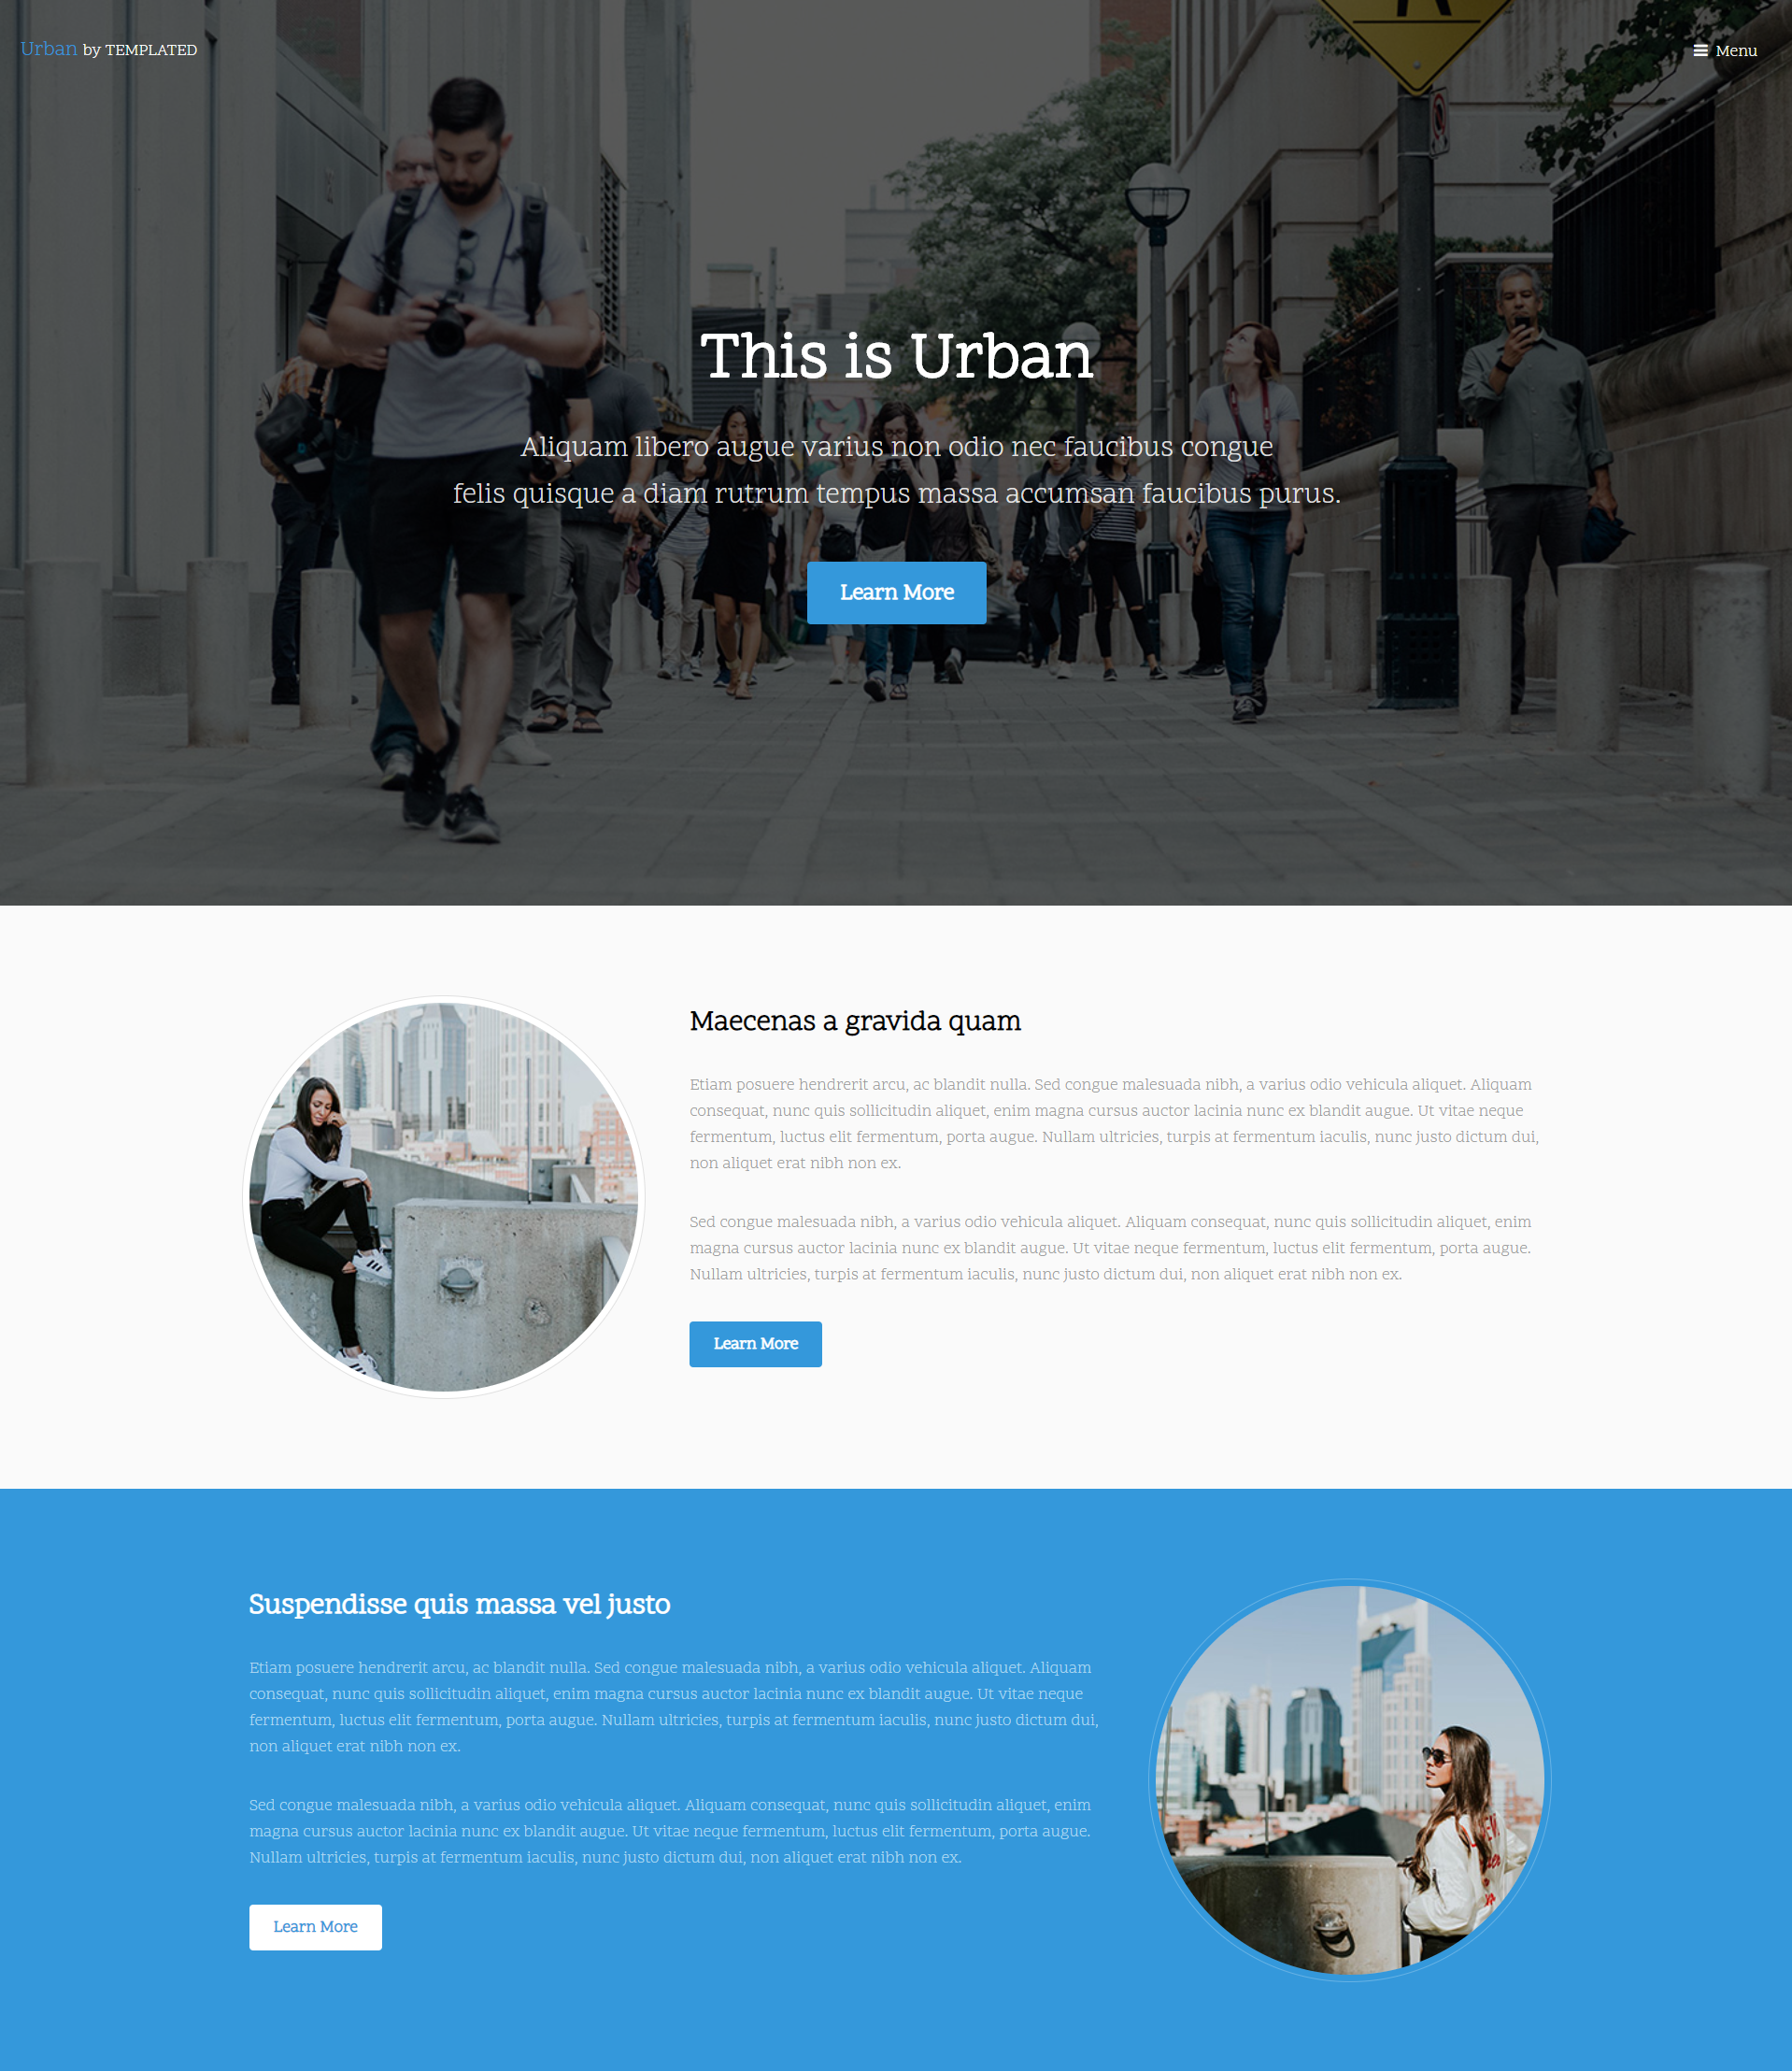 Urban by TEMPLATED
Menu
This is Urban
Aliquam libero augue varius non odio nec faucibus congue
felis quisque a diam rutrum tempus massa accumsan faucibus purus.
Learn More
Maecenas a gravida quam
Etiam posuere hendrerit arcu, ac blandit nulla. Sed congue malesuada nibh, a varius odio vehicula aliquet. Aliquam
consequat, nunc quis sollicitudin aliquet, enim magna cursus auctor lacinia nunc ex blandit augue. Ut vitae neque
fermentum, luctus elit fermentum, porta augue. Nullam ultricies, turpis at fermentum iaculis, nunc justo dictum dui,
non aliquet erat nibh non ex.
Sed congue malesuada nibh, a varius odio vehicula aliquet. Aliquam consequat, nunc quis sollicitudin aliquet, enim
magna cursus auctor lacinia nunc ex blandit augue. Ut vitae neque fermentum, luctus elit fermentum, porta augue.
Nullam ultricies, turpis at fermentum iaculis, nunc justo dictum dui, non aliquet erat nibh non ex.
Learn More
Suspendisse quis massa vel justo
Etiam posuere hendrerit arcu, ac blandit nulla. Sed congue malesuada nibh, a varius odio vehicula aliquet. Aliquam
consequat, nunc quis sollicitudin aliquet, enim magna cursus auctor lacinia nunc ex blandit augue. Ut vitae neque
fermentum, luctus elit fermentum, porta augue. Nullam ultricies, turpis at fermentum iaculis, nunc justo dictum dui,
non aliquet erat nibh non ex.
Sed congue malesuada nibh, a varius odio vehicula aliquet. Aliquam consequat, nunc quis sollicitudin aliquet, enim
magna cursus auctor lacinia nunc ex blandit augue. Ut vitae neque fermentum, luctus elit fermentum, porta augue.
Nullam ultricies, turpis at fermentum iaculis, nunc justo dictum dui, non aliquet erat nibh non ex.
Learn More